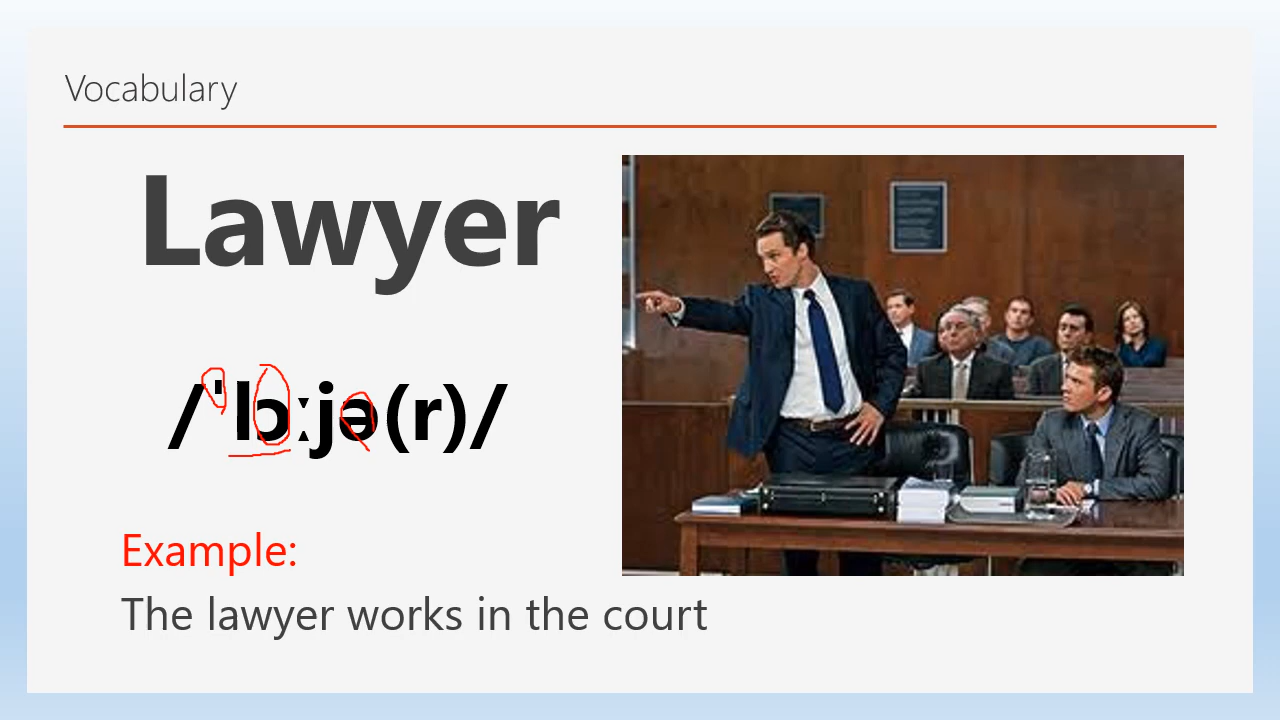 Vocabulary
Lawyer
/ˈlɔːjə(r)/
Example:
The lawyer works in the court